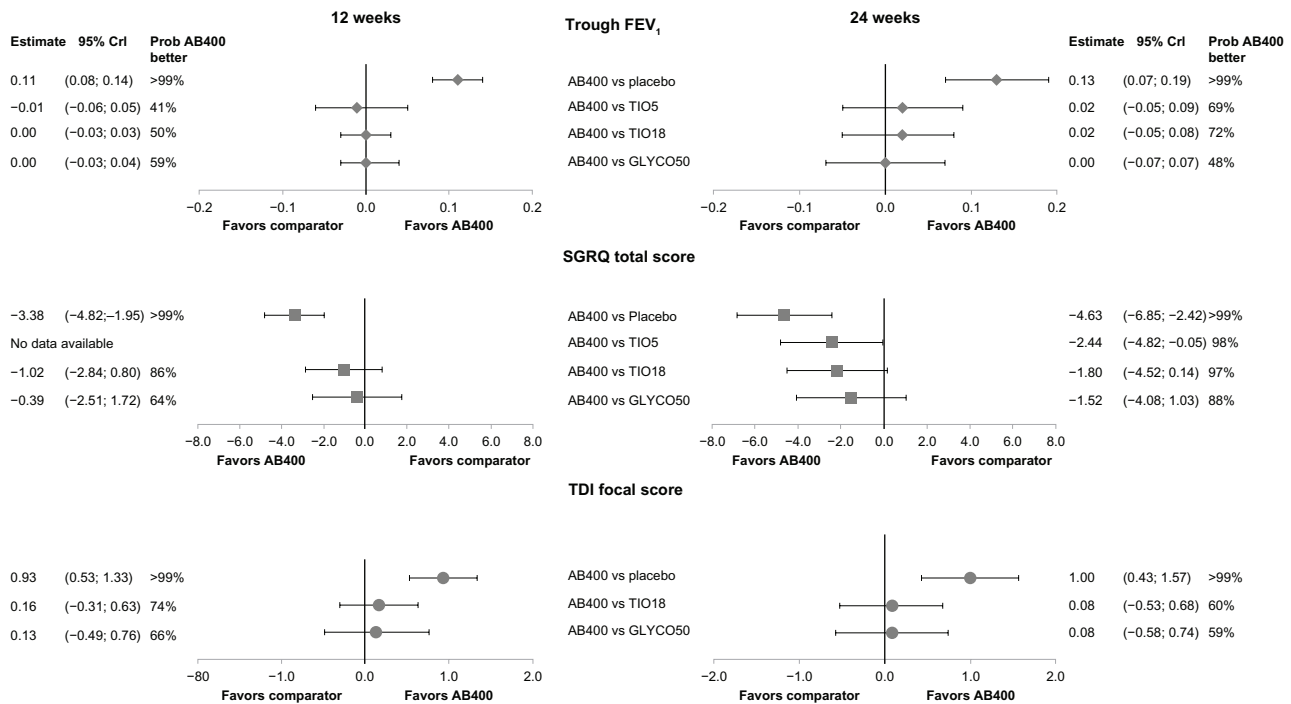 12 weeks Trough FEV1 24 weeks
Estimate 95% CrI Prob AB400 better Estimate 95% CrI Prob AB400 better
0.11 (0.08; 0.14) >99% AB400 vs placebo 0.13 (0.07; 0.19) >99%
−0.01 (−0.06; 0.05) 41% AB400 vs TIO5 0.02 (−0.05; 0.09) 69%
0.00 (−0.03; 0.03) 50% AB400 vs TIO18 0.02 (−0.05; 0.08) 72%
0.00 (−0.03; 0.04) 59% AB400 vs GLYCO50 0.00 (−0.07; 0.07) 48%
−0.2 −0.1 0.0 0.1 0.2 −0.2 −0.1 0.0 0.1 0.2
Favors comparator Favors AB400 Favors comparator Favors AB400
SGRQ total score
−3.38 (−4.82;–1.95) >99% AB400 vs Placebo −4.63 (−6.85; −2.42) >99%
No data available AB400 vs TIO5 −2.44 (−4.82; −0.05) 98%
−1.02 (−2.84; 0.80) 86% AB400 vs TIO18 −1.80 (−4.52; 0.14) 97%
−0.39 (−2.51; 1.72) 64% AB400 vs GLYCO50 −1.52 (−4.08; 1.03) 88%
−8.0 −4.0 −2.0 0.0 2.0 4.0 6.0 8.0 −8.0 −6.0 −4.0 −2.0 0.0 2.0 4.0 6.0 8.0
Favors AB400 Favors comparator Favors AB400 Favors comparator
TDI focal score
0.93 (0.53; 1.33) >99% AB400 vs placebo 1.00 (0.43; 1.57) >99%
0.16 (−0.31; 0.63) 74% AB400 vs TIO18 0.08 (−0.53; 0.68) 60%
0.13 (−0.49; 0.76) 66% AB400 vs GLYCO50 0.08 (−0.58; 0.74) 59%
−80 −1.0 0.0 1.0 2.0 −2.0 −1.0 0.0 1.0 2.0
Favors comparator Favors AB400 Favors comparator Favors AB400